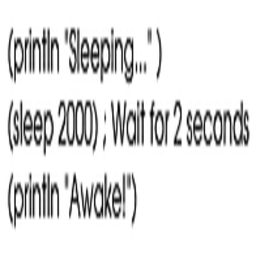 (println "Sleeping..." )
(sleep 2000) ; Wait for 2 seconds
(println "Awake!")